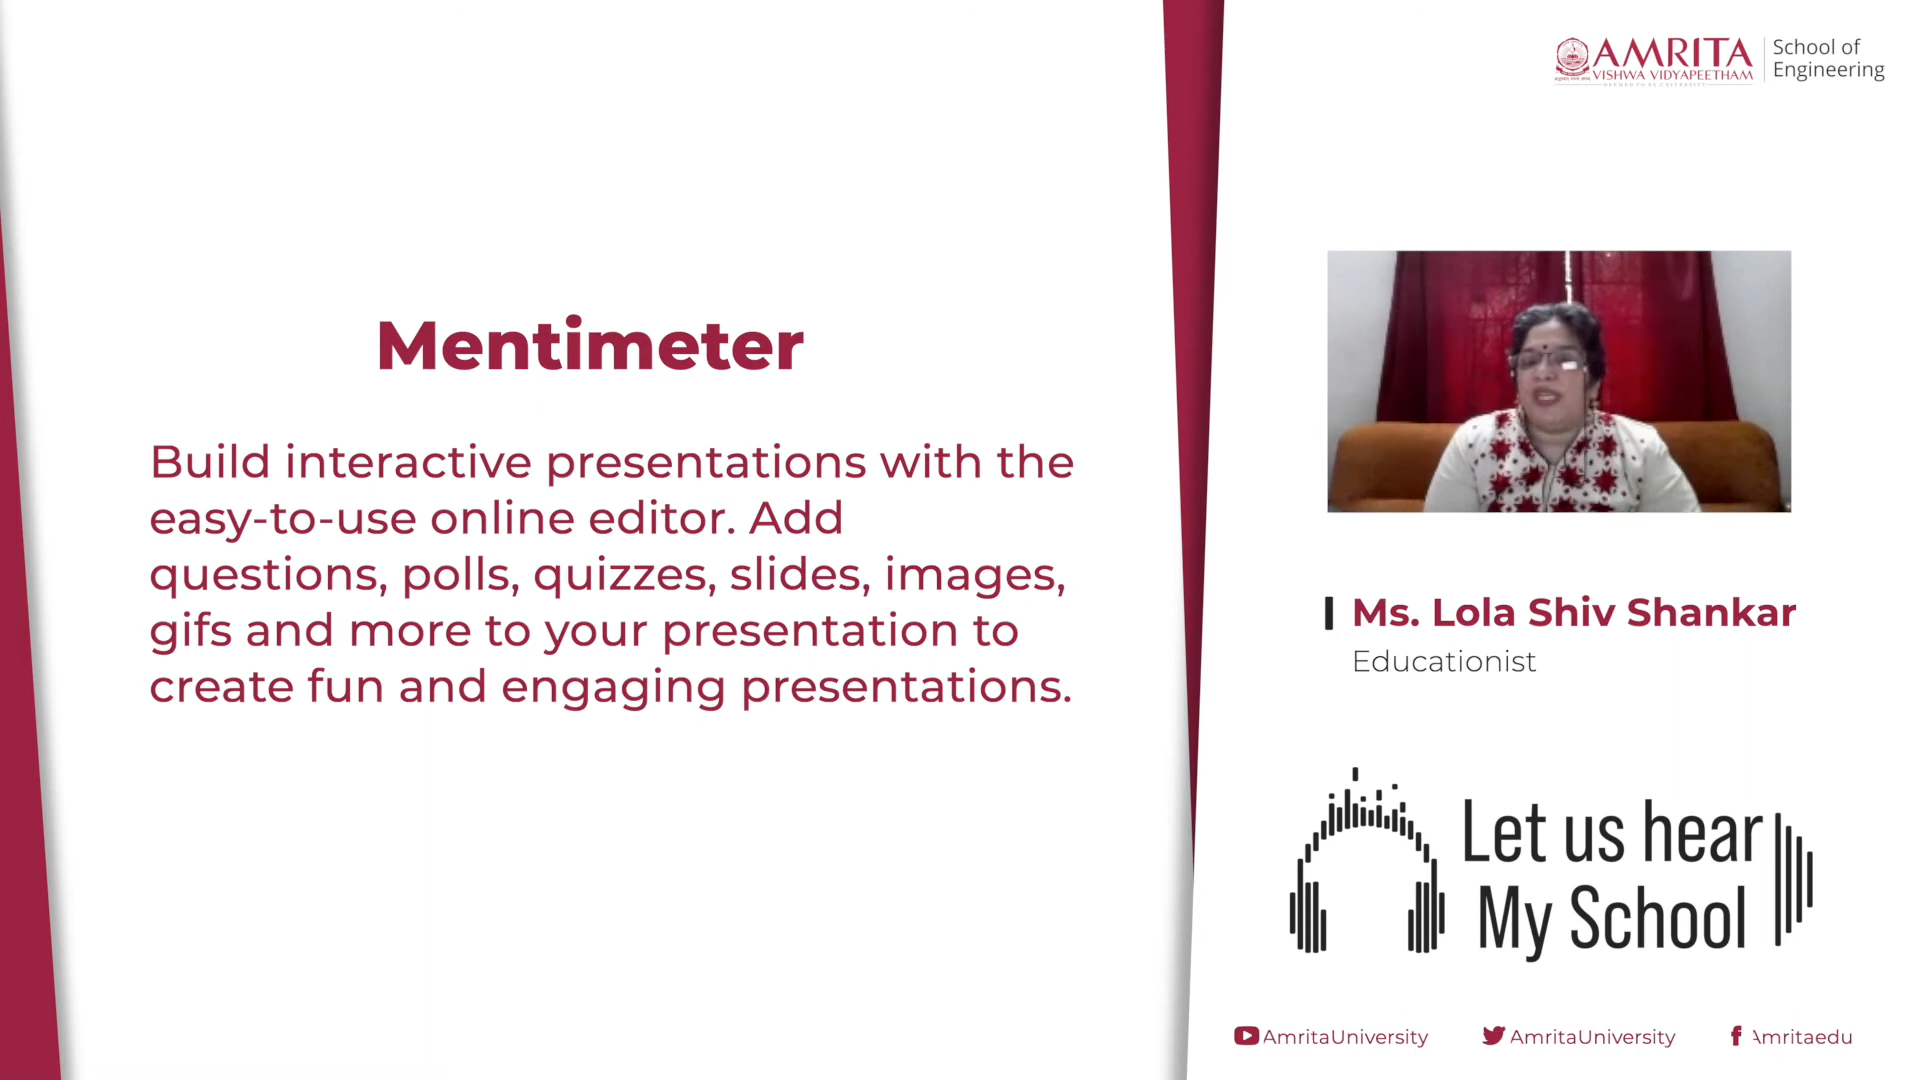 Mentimeter
Build interactive presentations with the
easy-to-use online editor. Add
questions, polls, quizzes, slides, images,
gifs and more to your presentation to
create fun and engaging presentations.
AMRITA
VISHWA VIDYAPEETHAM
School of
Engineering
Ms. Lola Shiv Shankar
Educationist
Let us hear
My School
AmritaUniversity
AmritaUniversity
Amritaedu